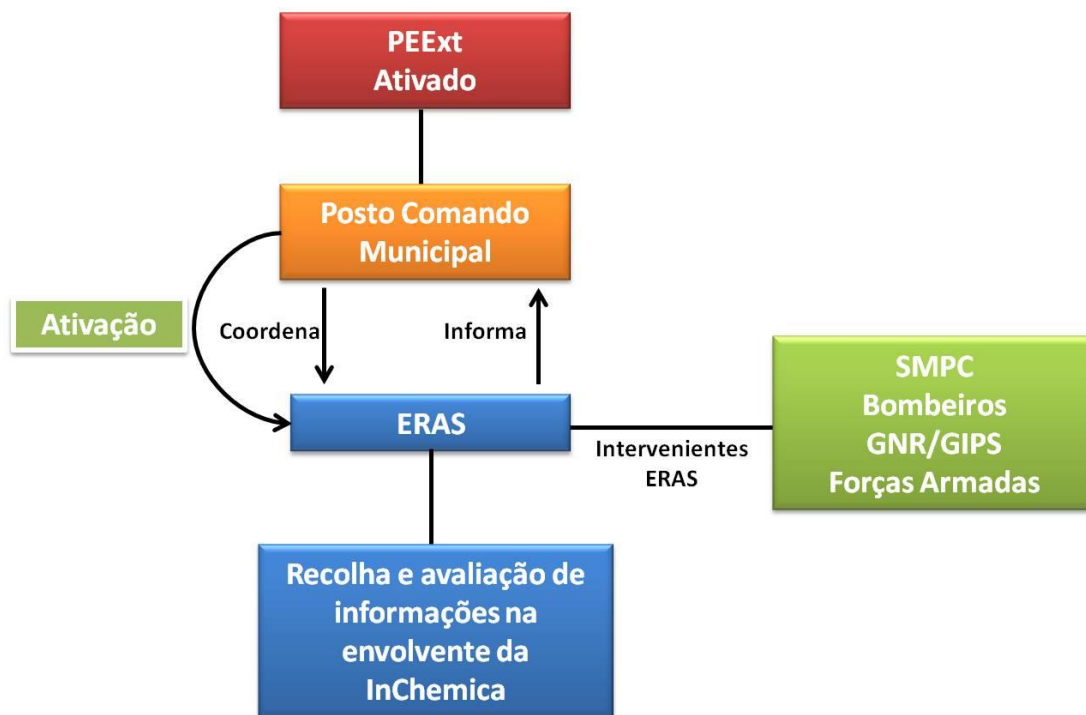 PEExt
Ativado
Posto Comando
Municipal
Ativação
Coordena
Informa
ERAS
Intervenientes
ERAS
SMPC
Bombeiros
GNR/GIPS
Forças Armadas
Recolha e avaliação de
informações na
envolvente da
InChemica